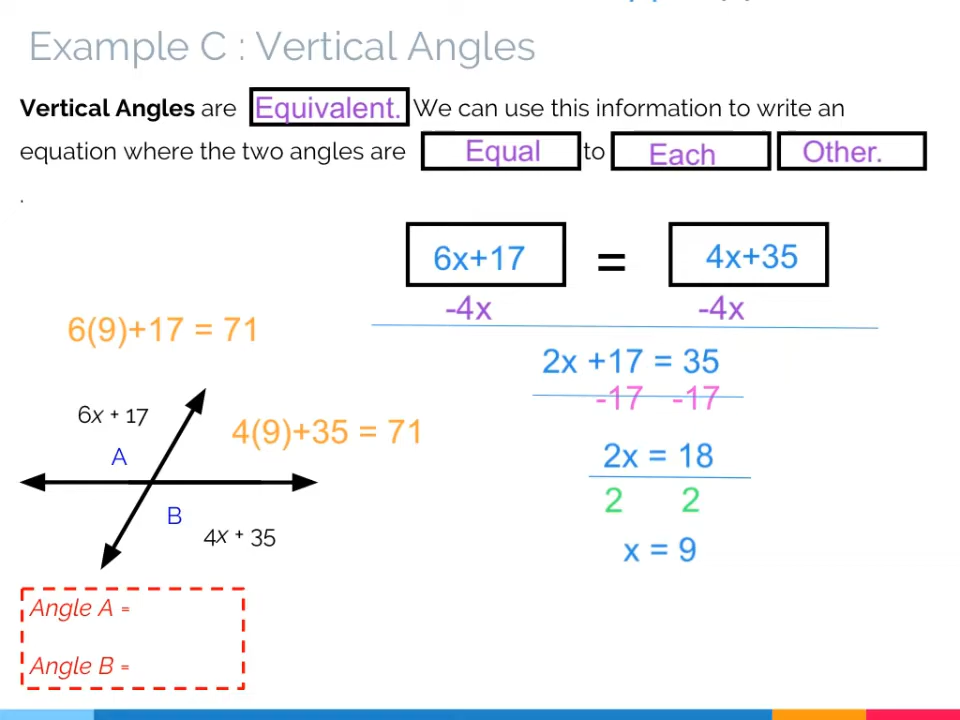 Example C : Vertical Angles
Vertical Angles are Equivalent. We can use this information to write an
equation where the two angles are Equal to Each Other.
.
6x+17 = 4x+35
-4x -4x
6(9)+17 = 71
2x +17 = 35
-17 -17
6x + 17
4(9)+35 = 71
A
2x = 18
2 2
B
4x + 35
x = 9
Angle A =
Angle B =